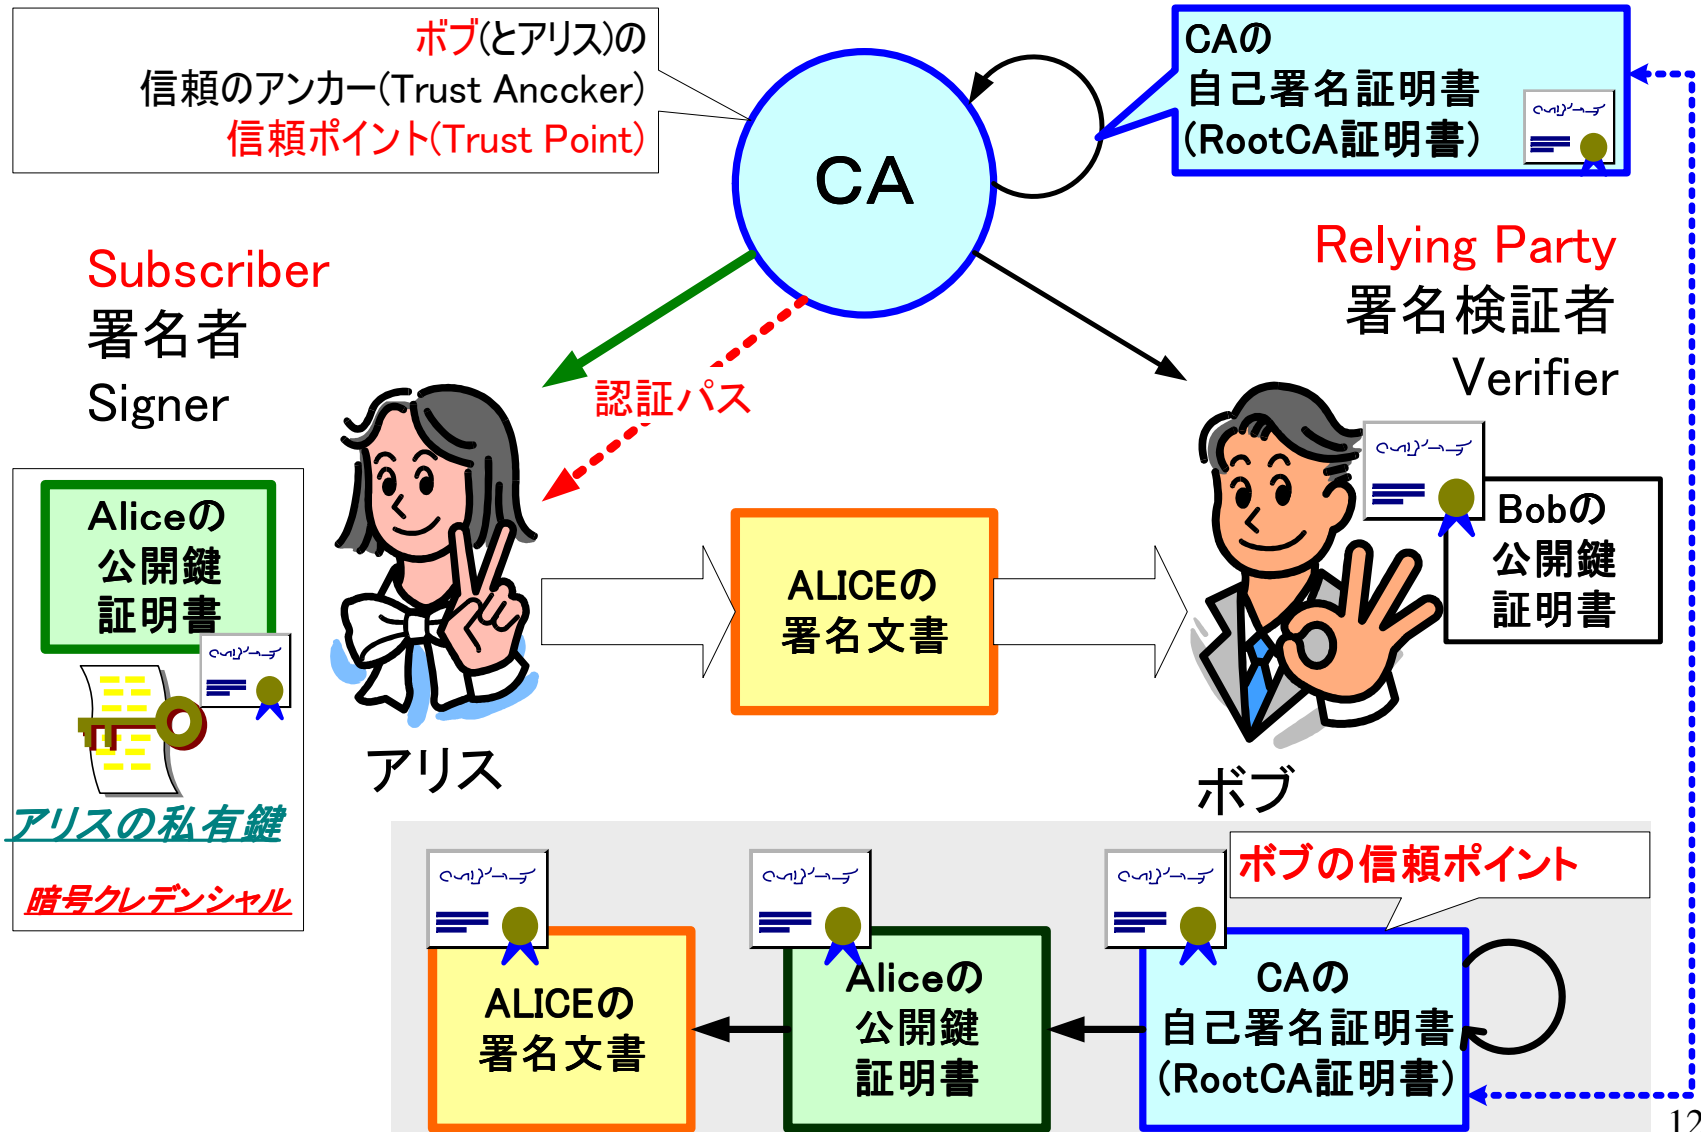 ボブ(とアリス)の
信頼のアンカー(Trust Anccker)
信頼ポイント(Trust Point)
CA
CAの
自己署名証明書
(RootCA証明書)
Subscriber
署名者
Signer
Relying Party
署名検証者
Verifier
認証パス
Aliceの
公開鍵
証明書
アリスの私有鍵
暗号クレデンシャル
アリス
ALICEの
署名文書
Bobの
公開鍵
証明書
ボブ
ボブの信頼ポイント
ALICEの
署名文書
Aliceの
公開鍵
証明書
CAの
自己署名証明書
(RootCA証明書)
12